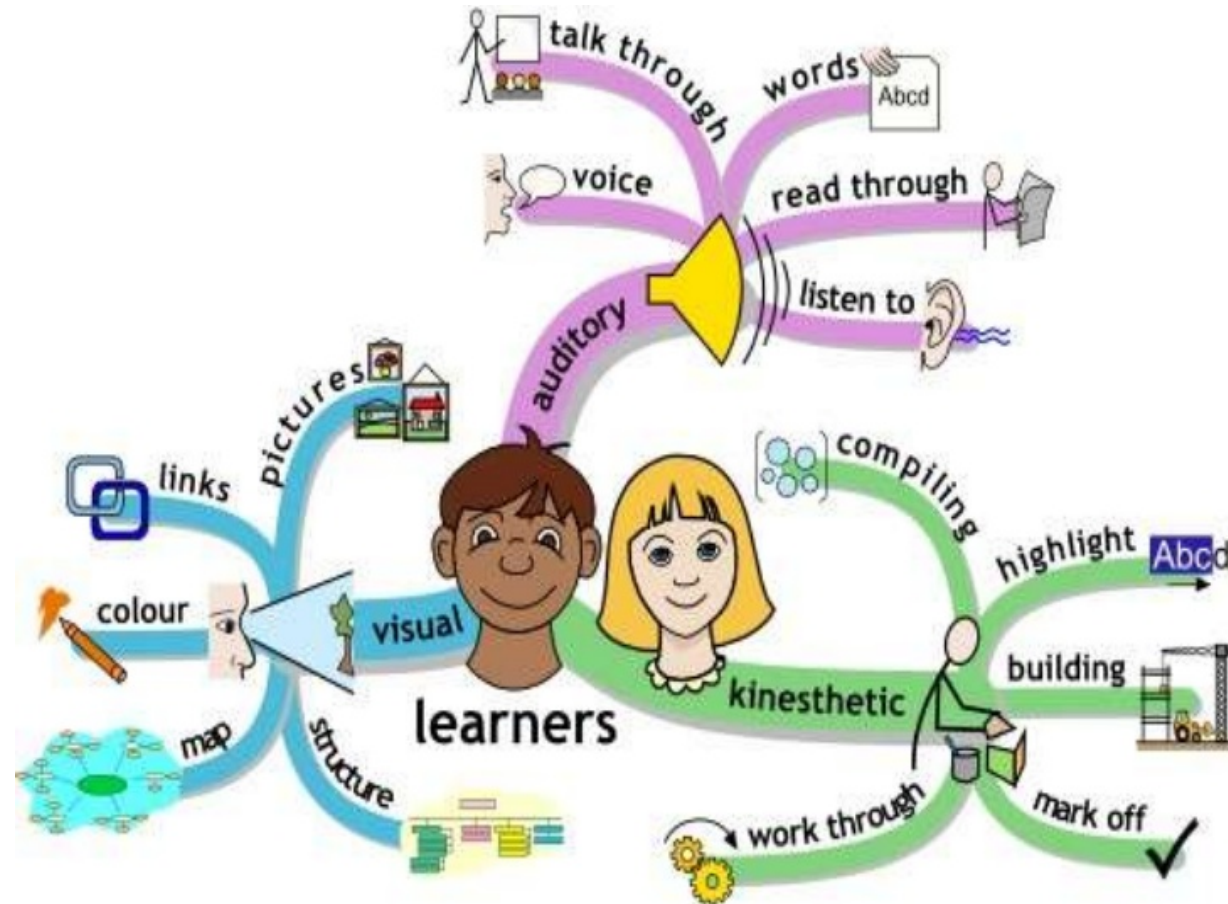 talk through
words
Abcd
voice
read through
listen to
auditory
pictures
links
colour
visual
map
structure
learners
compiling
highlight
Abcd
building
kinesthetic
work through
mark off